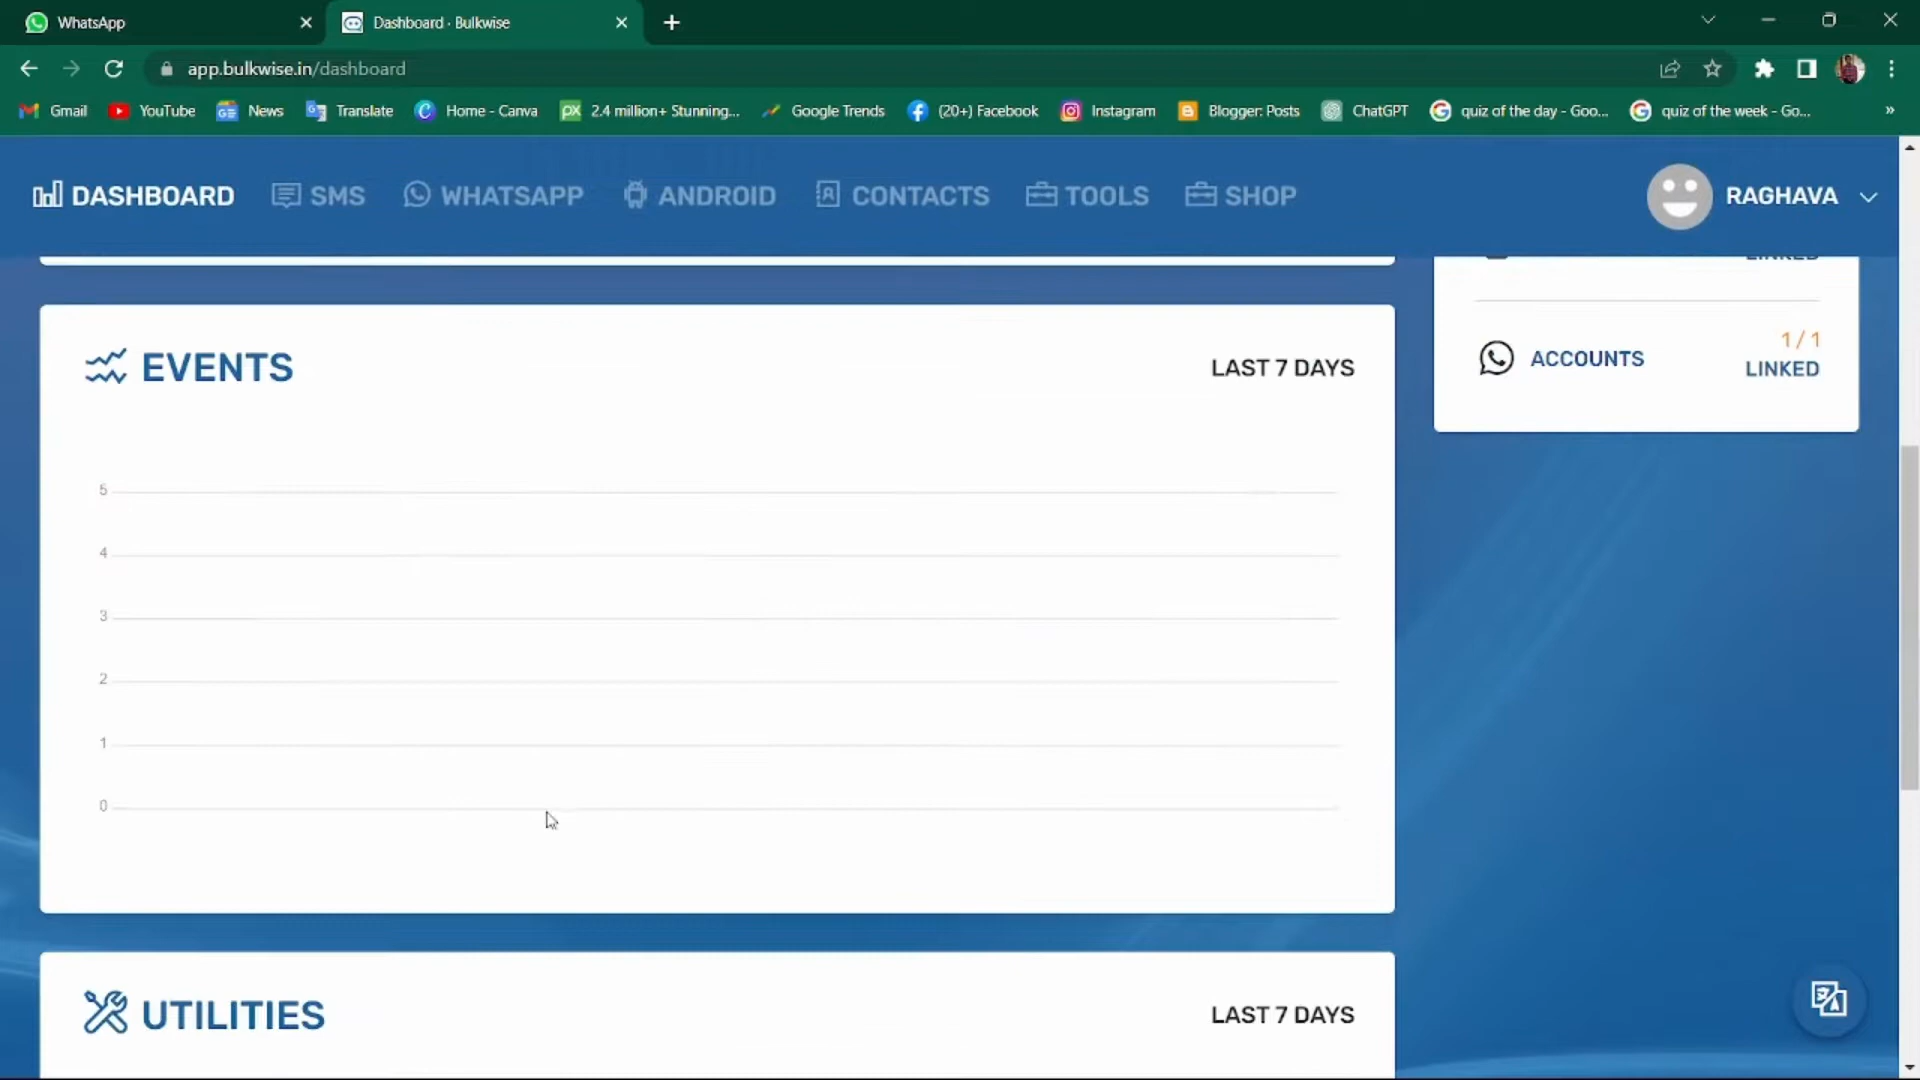 WhatsApp
Dashboard · Bulkwise
app.bulkwise.in/dashboard
Gmail
YouTube
News
Translate
Home - Canva
2.4 million+ Stunning...
Google Trends
(20+) Facebook
Instagram
Blogger: Posts
ChatGPT
quiz of the day - Goo...
quiz of the week - Go...
»
DASHBOARD
SMS
WHATSAPP
ANDROID
CONTACTS
TOOLS
SHOP
RAGHAVA
LINKED
ACCOUNTS
1 / 1
LINKED
EVENTS
LAST 7 DAYS
5
4
3
2
1
0
UTILITIES
LAST 7 DAYS